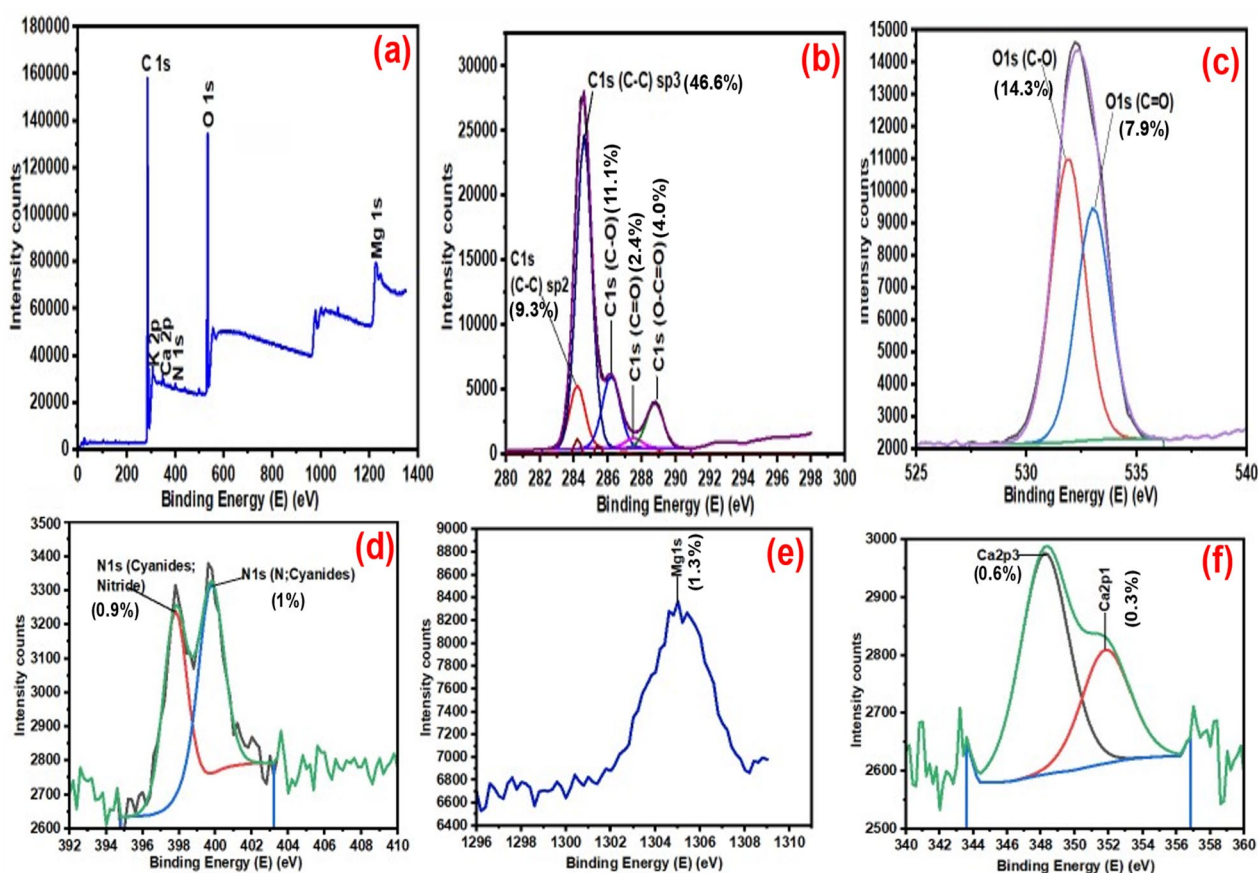 (a)
180000
160000
140000
120000
100000
80000
60000
40000
20000
0
Intensity counts
C 1s
O 1s
K 2p
Ca 2p
N 1s
Mg 1s
0 200 400 600 800 1000 1200 1400
Binding Energy (E) (eV)
(b)
30000
25000
20000
15000
10000
5000
0
Intensity counts
C1s (C-C) sp3 (46.6%)
C1s
(C-C) sp2
(9.3%)
C1s (C-O) (11.1%)
C1s (C=O) (2.4%)
C1s (O-C=O) (4.0%)
280 282 284 286 288 290 292 294 296 298 300
Binding Energy (E) (eV)
(c)
15000
14000
13000
12000
11000
10000
9000
8000
7000
6000
5000
4000
3000
2000
Intensity counts
O1s (C-O)
(14.3%)
O1s (C=O)
(7.9%)
525 530 535 540
Binding Energy (E) (eV)
(d)
3500
3400
3300
3200
3100
3000
2900
2800
2700
2600
Intensity counts
N1s (Cyanides;
Nitride)
(0.9%)
N1s (N;Cyanides)
(1%)
392 394 396 398 400 402 404 406 408 410
Binding Energy (E) (eV)
(e)
9000
8800
8600
8400
8200
8000
7800
7600
7400
7200
7000
6800
6600
6400
Intensity counts
Mg1s
(1.3%)
1296 1298 1300 1302 1304 1306 1308 1310
Binding Energy (E) (eV)
(f)
3000
2900
2800
2700
2600
2500
Intensity counts
Ca2p3
(0.6%)
Ca2p1
(0.3%)
340 342 344 346 348 350 352 354 356 358 360
Binding Energy (E) (eV)